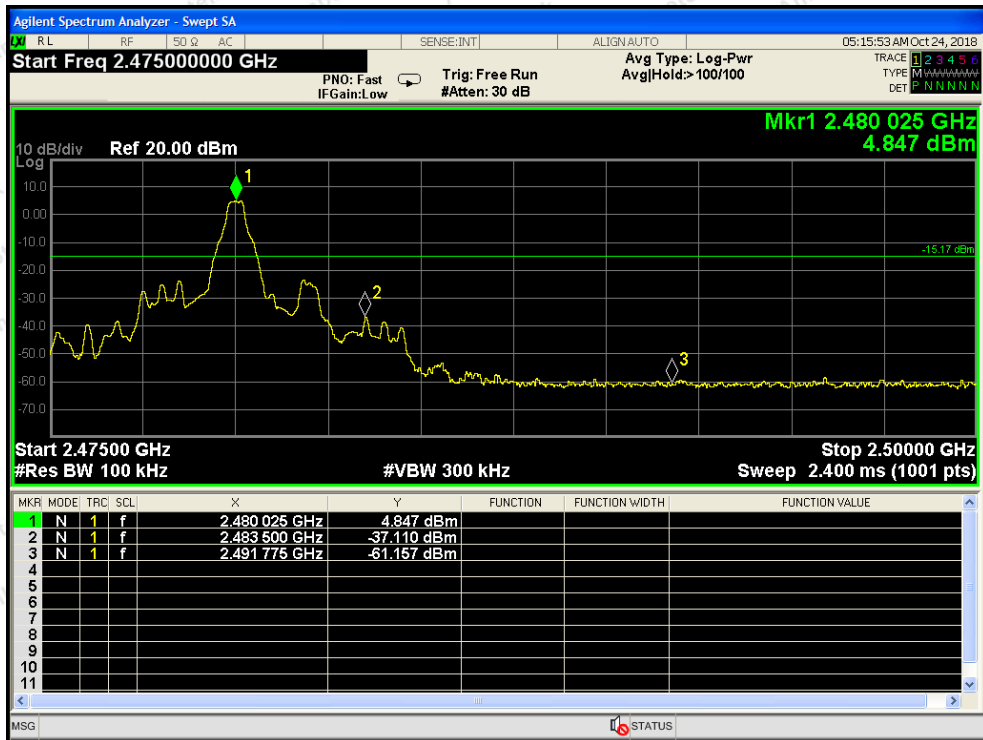 Agilent Spectrum Analyzer - Swept SA
LXI RL RF 50 Ω AC SENSE:INT ALIGN AUTO 05:15:53 AM Oct 24, 2018
Start Freq 2.475000000 GHz
PNO: Fast
IFGain:Low
Trig: Free Run
#Atten: 30 dB
Avg Type: Log-Pwr
Avg|Hold:>100/100
TRACE 1 2 3 4 5 6
TYPE M W W W W W
DET P N N N N N
Mkr1 2.480 025 GHz
4.847 dBm
10 dB/div Ref 20.00 dBm
Log
10.0
0.00
-10.0
-20.0
-30.0
-40.0
-50.0
-60.0
-70.0
1
-15.17 dBm
2
3
Start 2.47500 GHz Stop 2.50000 GHz
#Res BW 100 kHz #VBW 300 kHz Sweep 2.400 ms (1001 pts)
MKR MODE TRC SCL X Y FUNCTION FUNCTION WIDTH FUNCTION VALUE
1 N 1 f 2.480 025 GHz 4.847 dBm
2 N 1 f 2.483 500 GHz -37.110 dBm
3 N 1 f 2.491 775 GHz -61.157 dBm
4
5
6
7
8
9
10
11
MSG STATUS